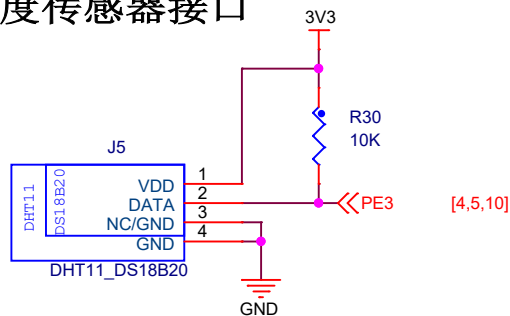 度传感器接口
3V3
R30
10K
J5
DHT11
DS18B20
VDD 1
DATA 2
NC/GND 3
GND 4
PE3 [4,5,10]
DHT11_DS18B20
GND